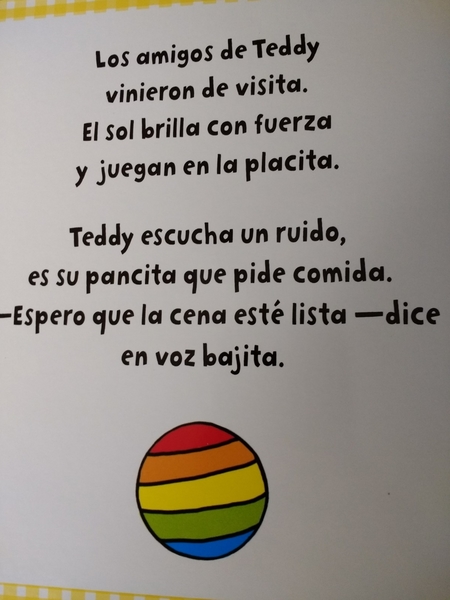 Los amigos de Teddy
vinieron de visita.
El sol brilla con fuerza
y juegan en la placita.
Teddy escucha un ruido,
es su pancita que pide comida.
—Espero que la cena esté lista —dice
en voz bajita.